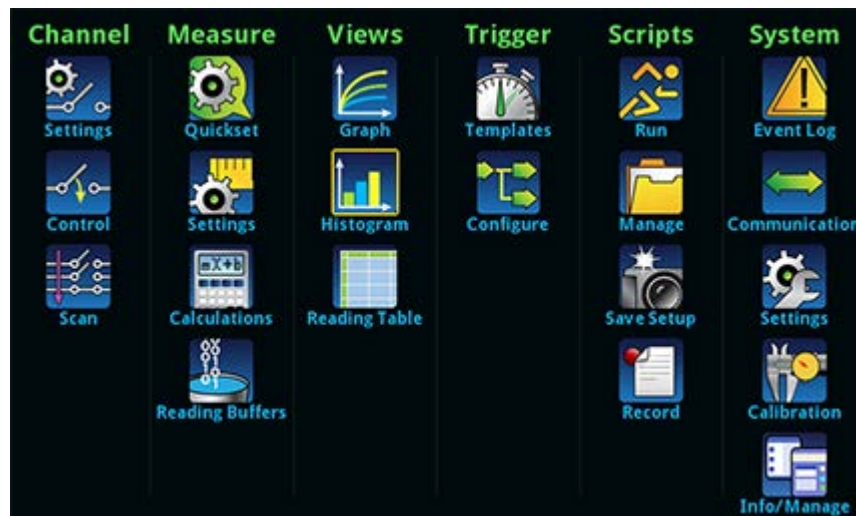 Channel Measure Views Trigger Scripts System
Settings Quickset Graph Templates Run Event Log
Control Settings Histogram Configure Manage Communication
mX+b
Scan Calculations Reading Table Save Setup Settings
Reading Buffers Record Calibration
Info/Manage